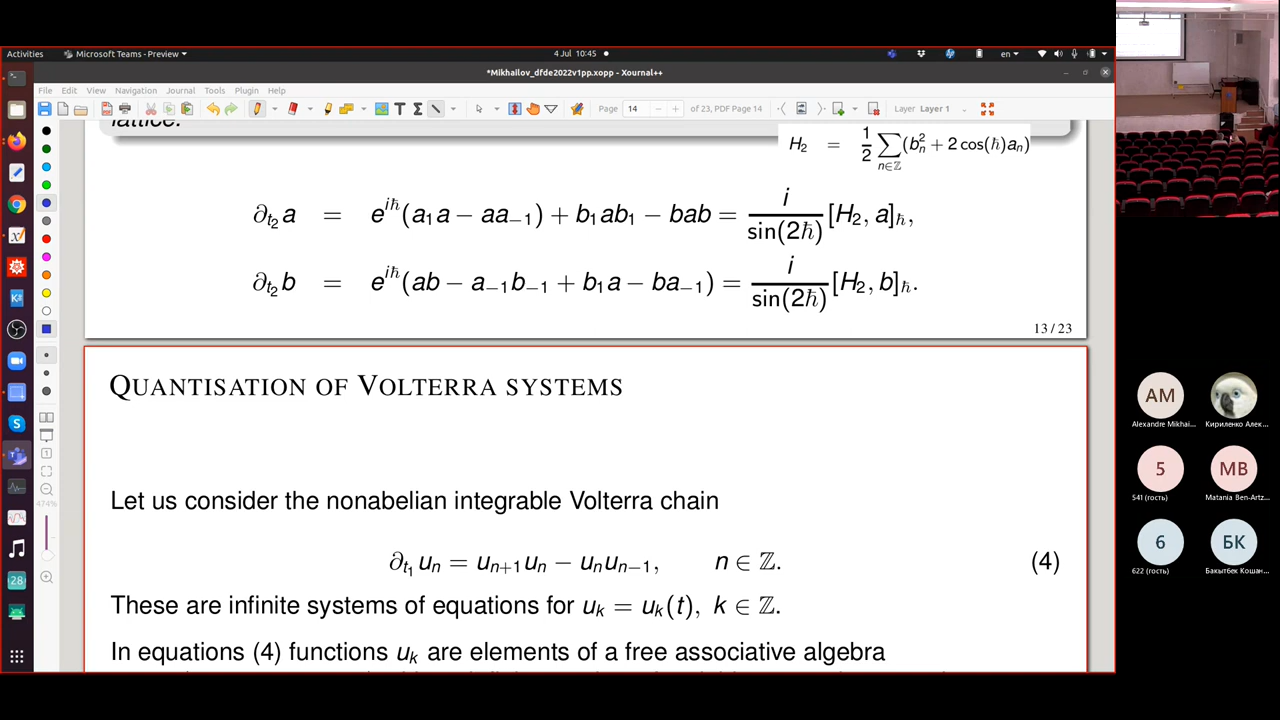 Activities
Microsoft Teams - Preview
4 Jul 10:45
en
*Mikhailov_dfde2022v1pp.xopp - Xournal++
File Edit View Navigation Journal Tools Plugin Help
Page 14 of 23, PDF Page 14 Layer Layer 1
lattice.
H₂ = 1/2 ∑_{n∈ℤ} (b_n^2 + 2 cos(ℏ)a_n)
∂_{t₂} a = e^{iℏ}(a₁a − aa₋₁) + b₁ab₁ − bab = i/sin(2ℏ) [H₂, a]_ℏ,
∂_{t₂} b = e^{iℏ}(ab − a₋₁b₋₁ + b₁a − ba₋₁) = i/sin(2ℏ) [H₂, b]_ℏ.
13 / 23
QUANTISATION OF VOLTERRA SYSTEMS
Let us consider the nonabelian integrable Volterra chain
∂_{t₁} u_n = u_{n+1}u_n − u_nu_{n−1}, n ∈ ℤ. (4)
These are infinite systems of equations for u_k = u_k(t), k ∈ ℤ.
In equations (4) functions u_k are elements of a free associative algebra
474%
28
AM
Alexandre Mikhai...
Кириленко Алек...
5
541 (гость)
MB
Matania Ben-Artz...
6
622 (гость)
БК
Бакытбек Кошан...